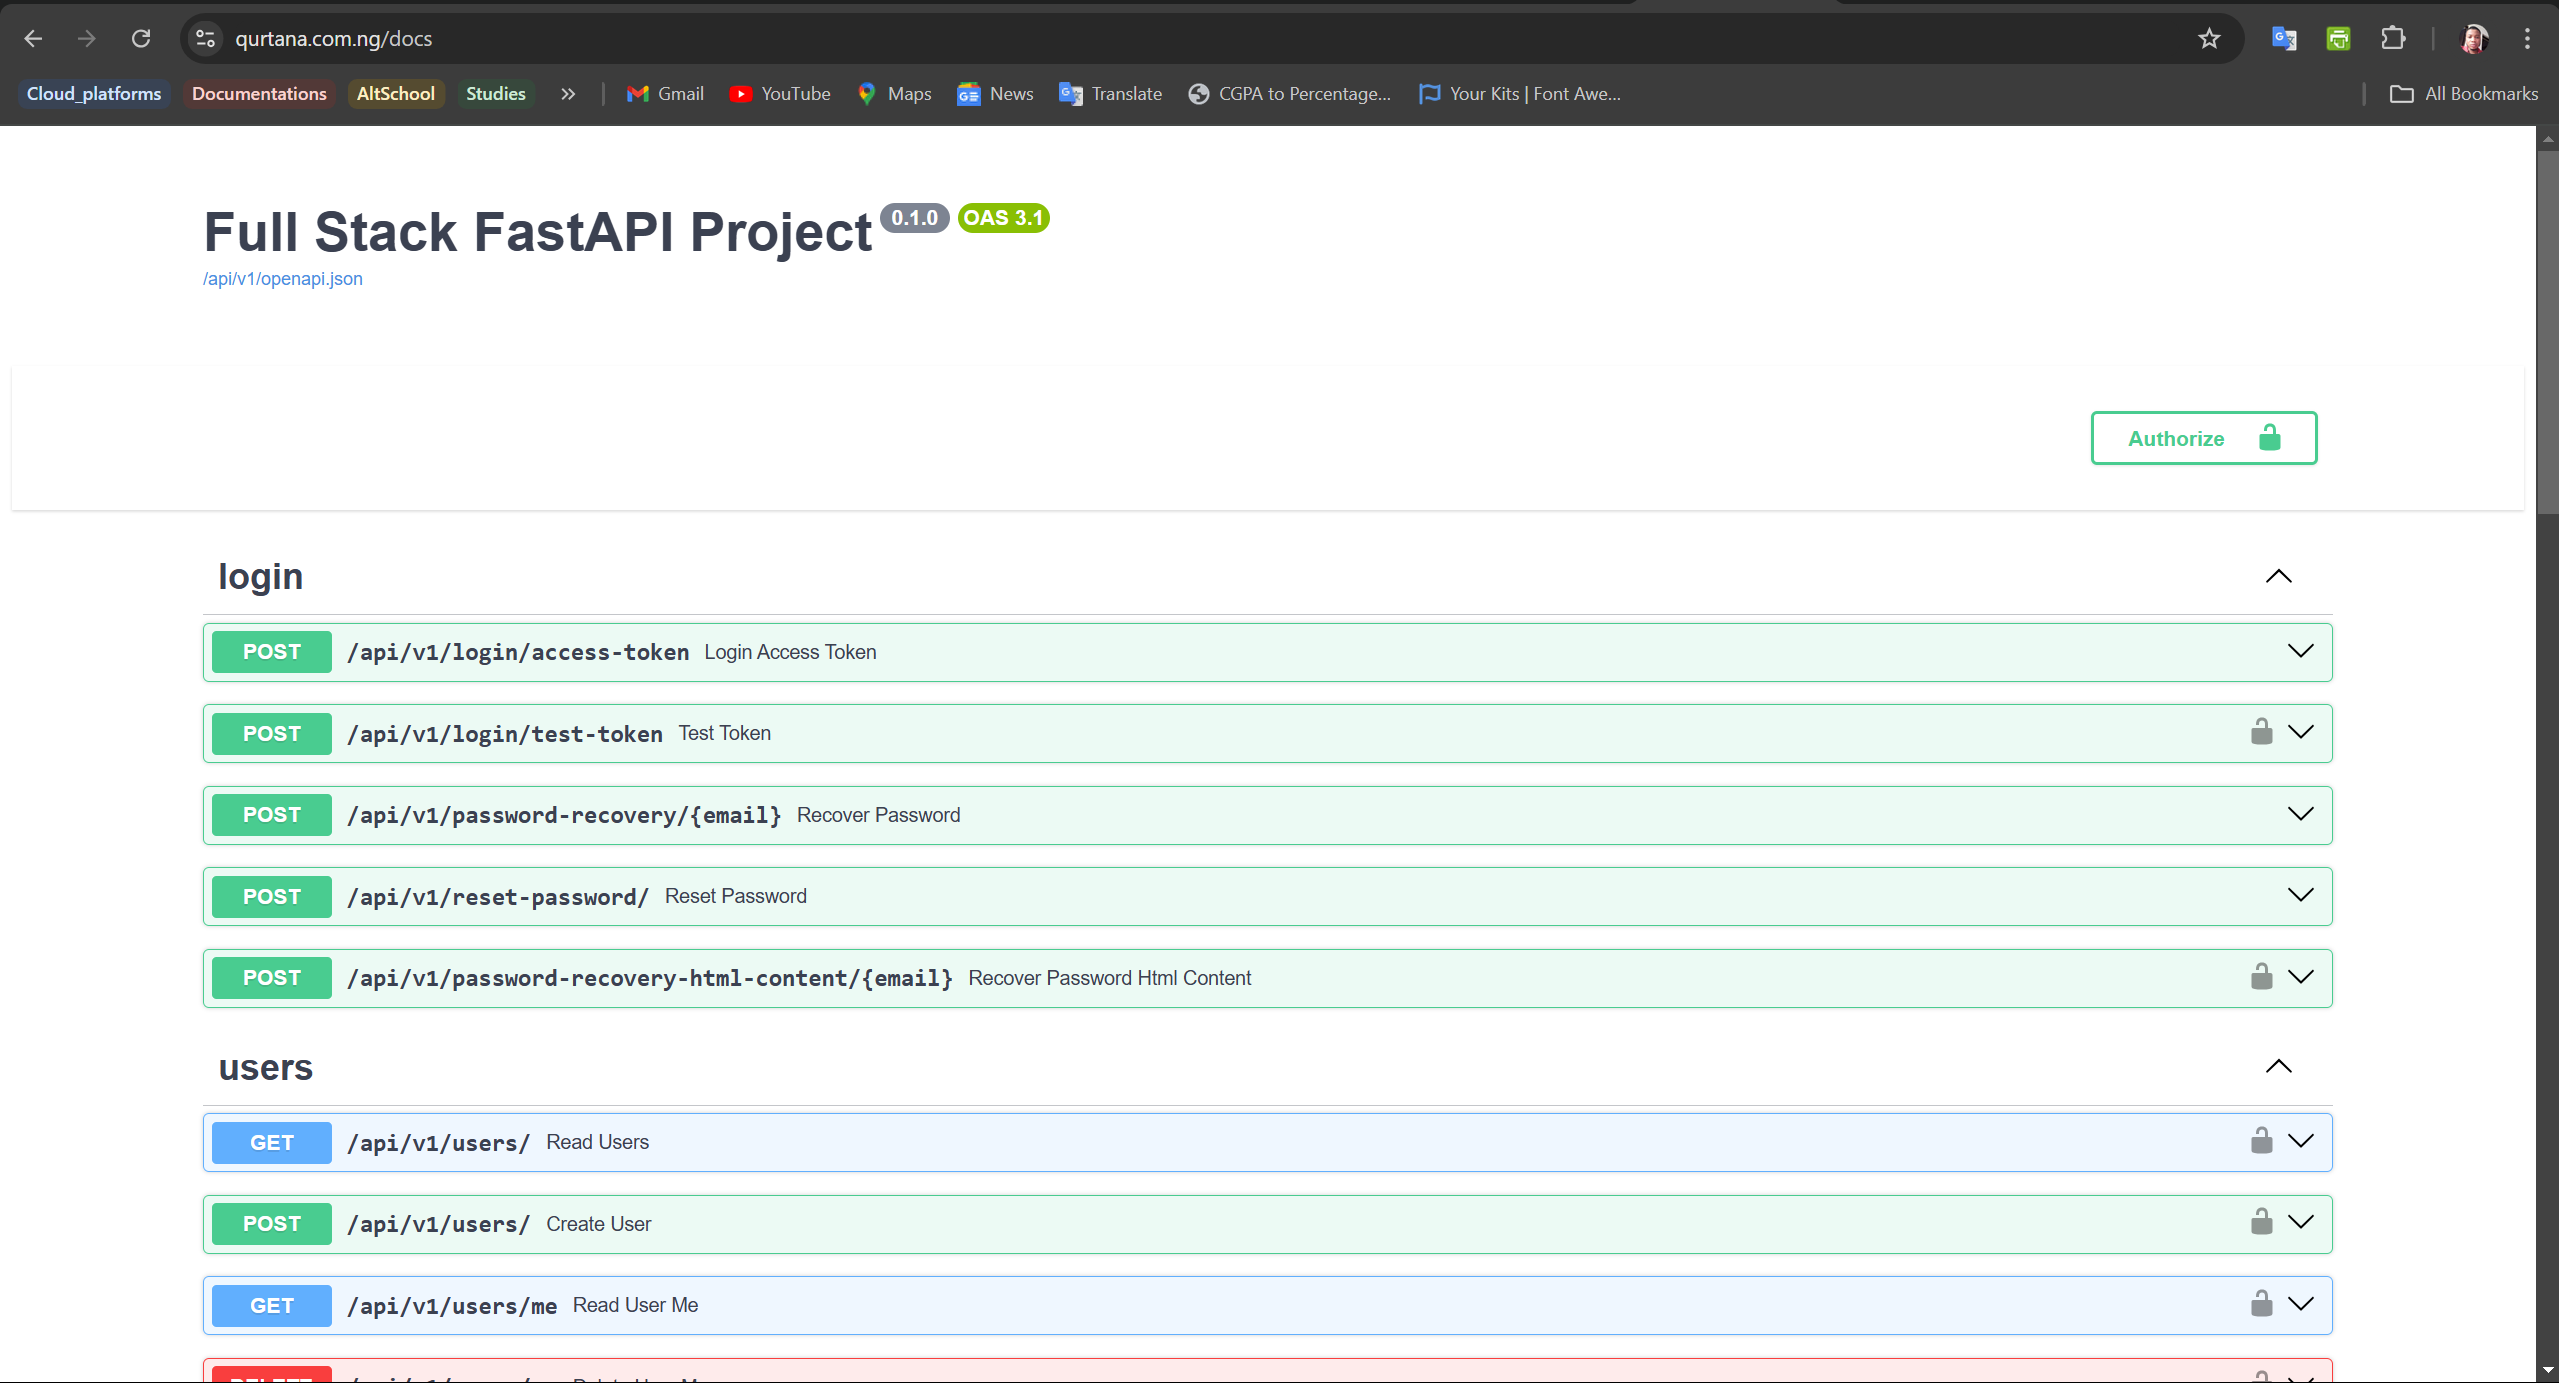 qurtana.com.ng/docs
Cloud_platforms Documentations AltSchool Studies » Gmail YouTube Maps News Translate CGPA to Percentage... Your Kits | Font Awe... All Bookmarks
Full Stack FastAPI Project 0.1.0 OAS 3.1
/api/v1/openapi.json
Authorize
login
POST /api/v1/login/access-token Login Access Token
POST /api/v1/login/test-token Test Token
POST /api/v1/password-recovery/{email} Recover Password
POST /api/v1/reset-password/ Reset Password
POST /api/v1/password-recovery-html-content/{email} Recover Password Html Content
users
GET /api/v1/users/ Read Users
POST /api/v1/users/ Create User
GET /api/v1/users/me Read User Me